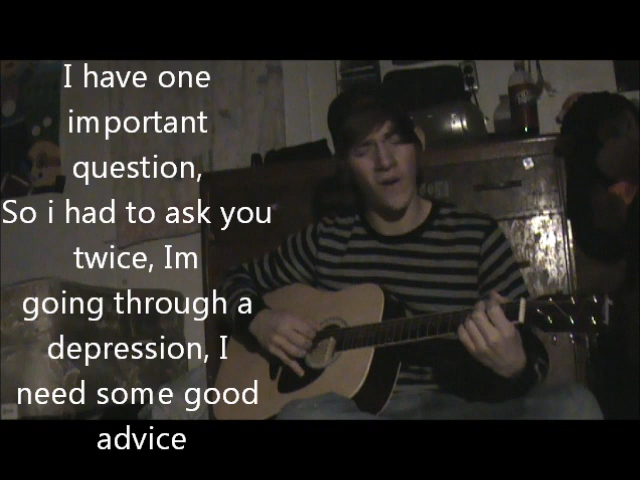 I have one
important
question,
So i had to ask you
twice, Im
going through a
depression, I
need some good
advice